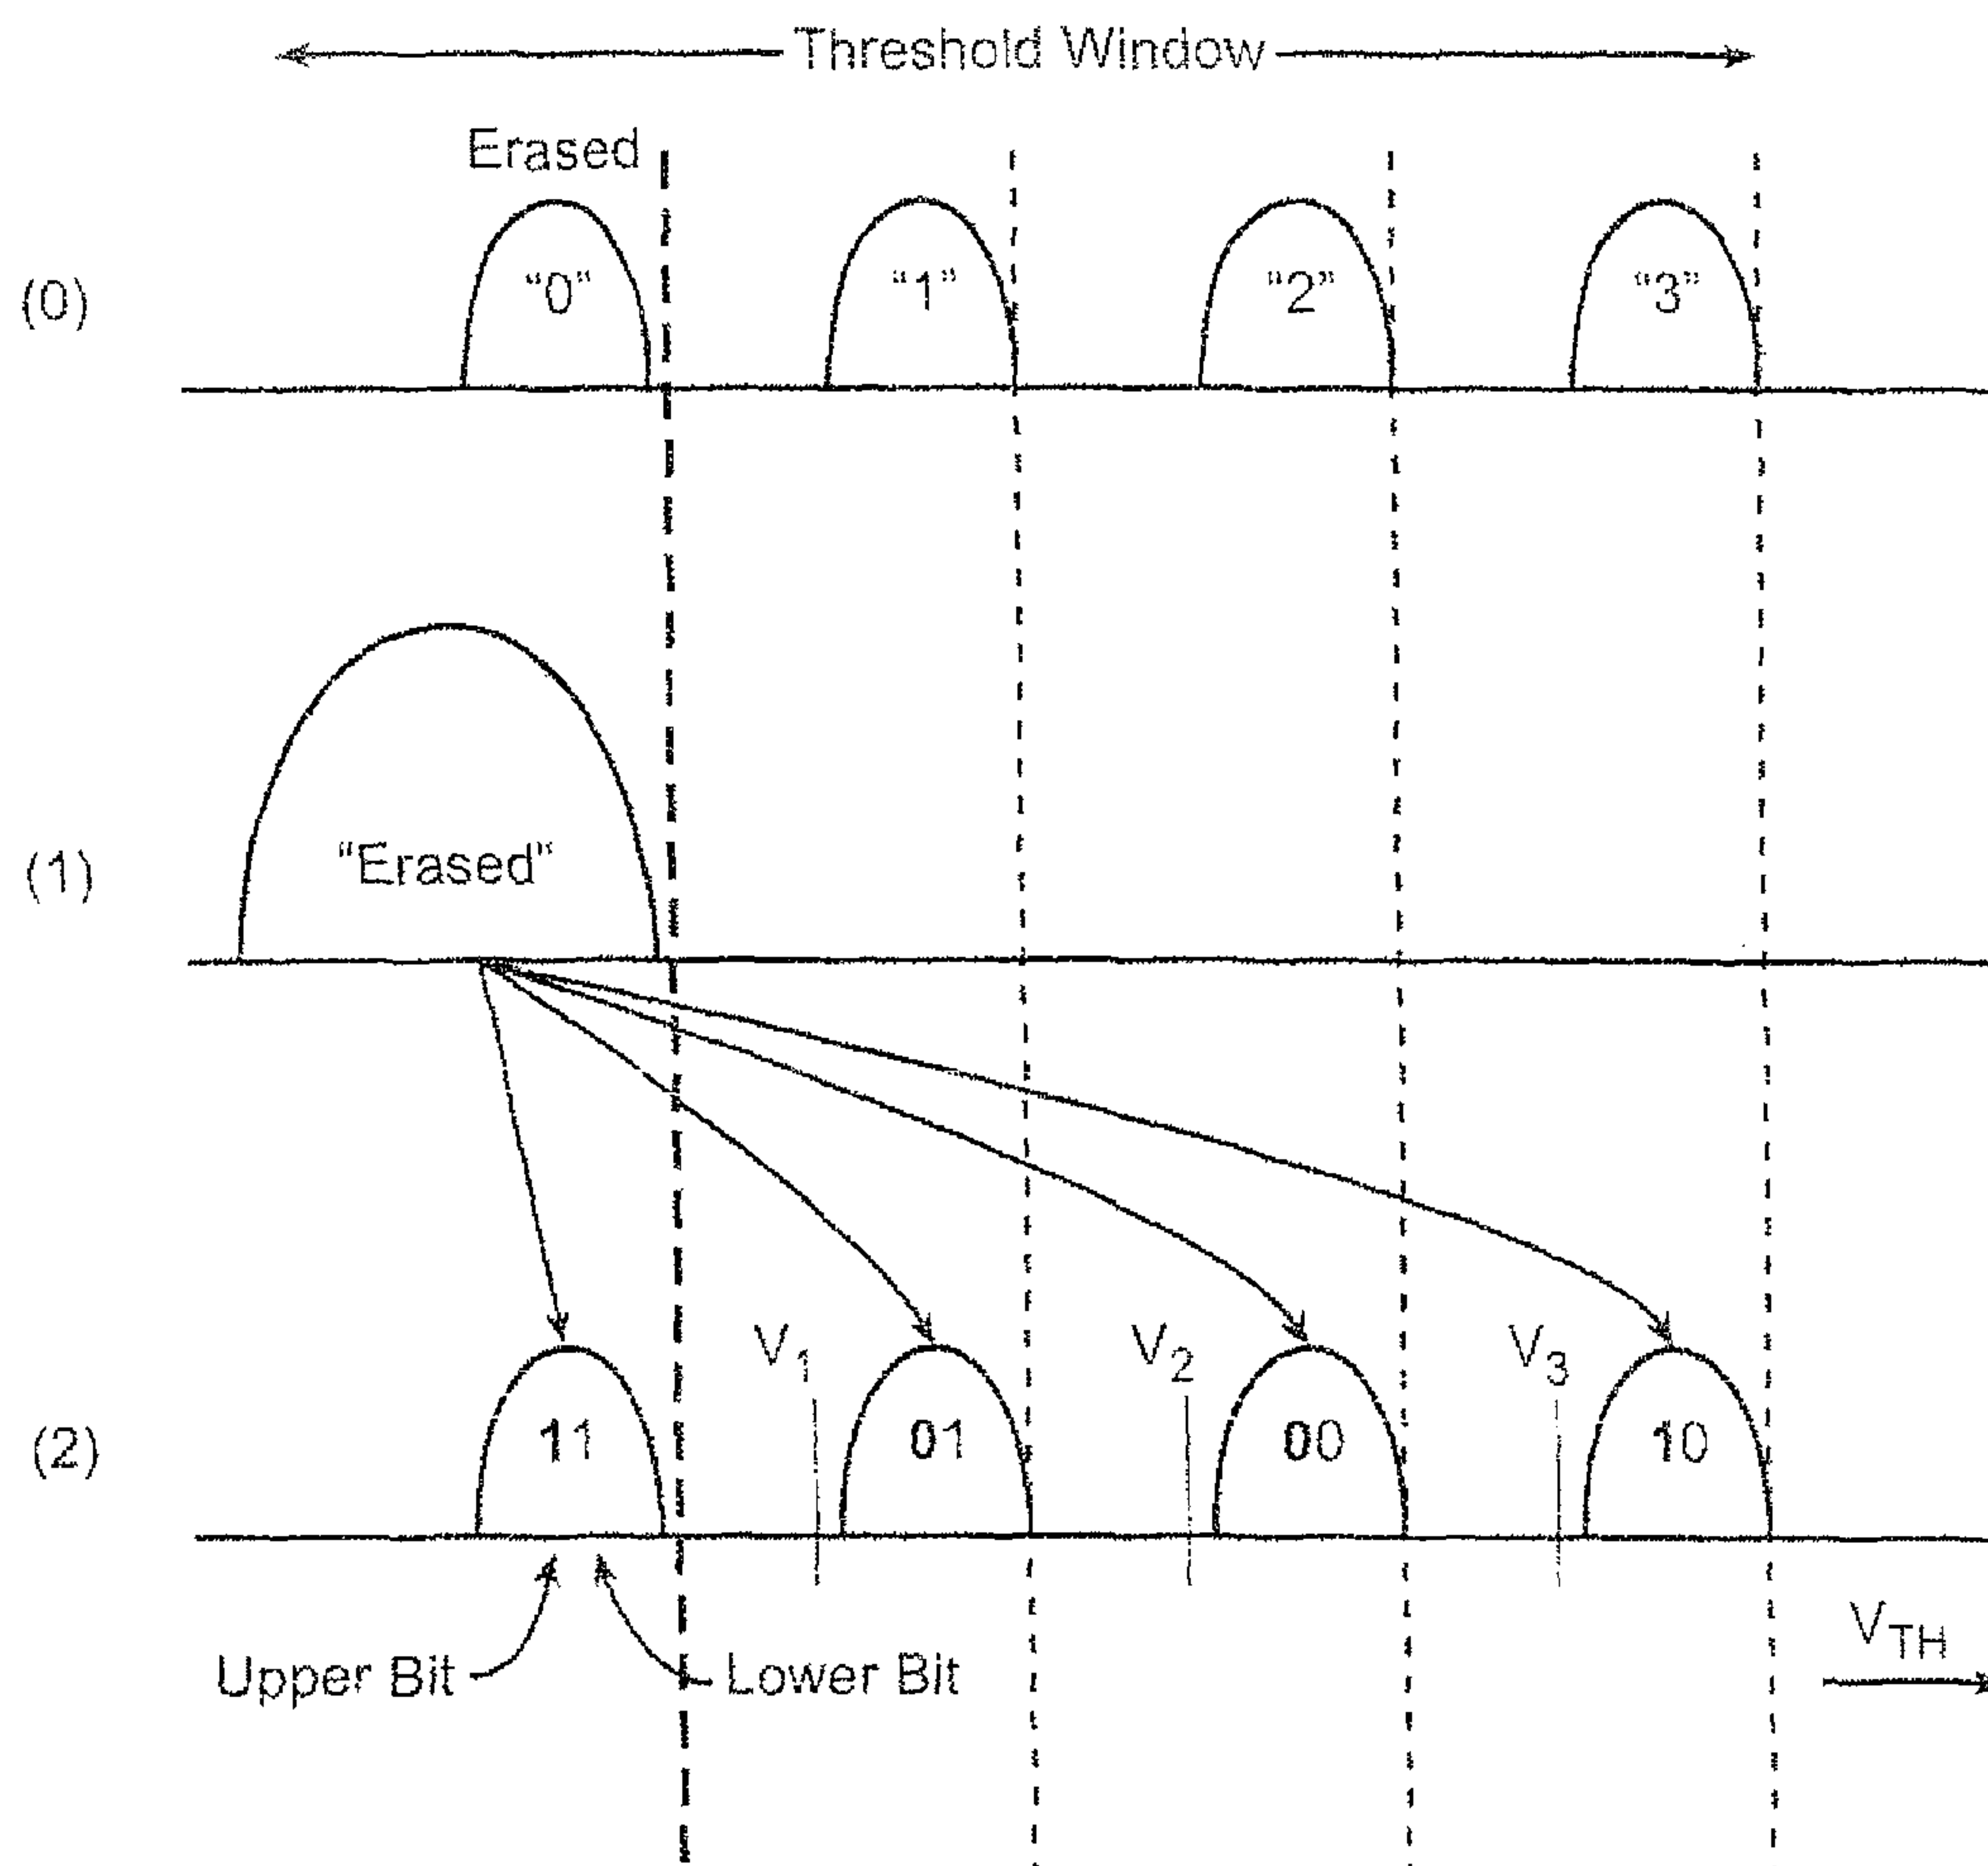 Threshold Window
Erased
(0) "0" "1" "2" "3"
(1) "Erased"
V1 V2 V3
(2) 11 01 00 10
Upper Bit Lower Bit VTH